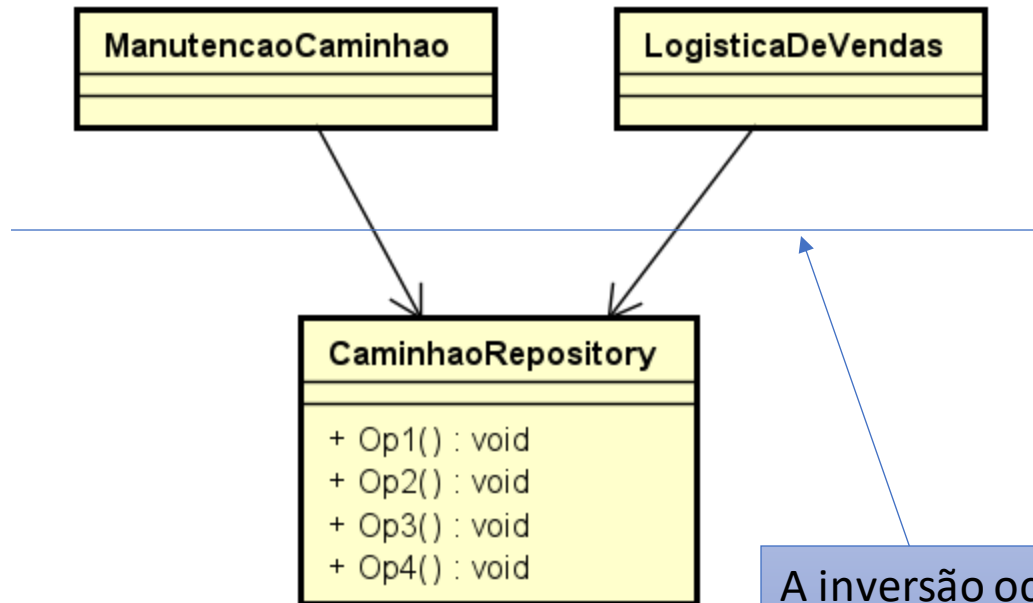 ManutencaoCaminhao
LogisticaDeVendas
CaminhaoRepository
+ Op1() : void
+ Op2() : void
+ Op3() : void
+ Op4() : void
A inversão